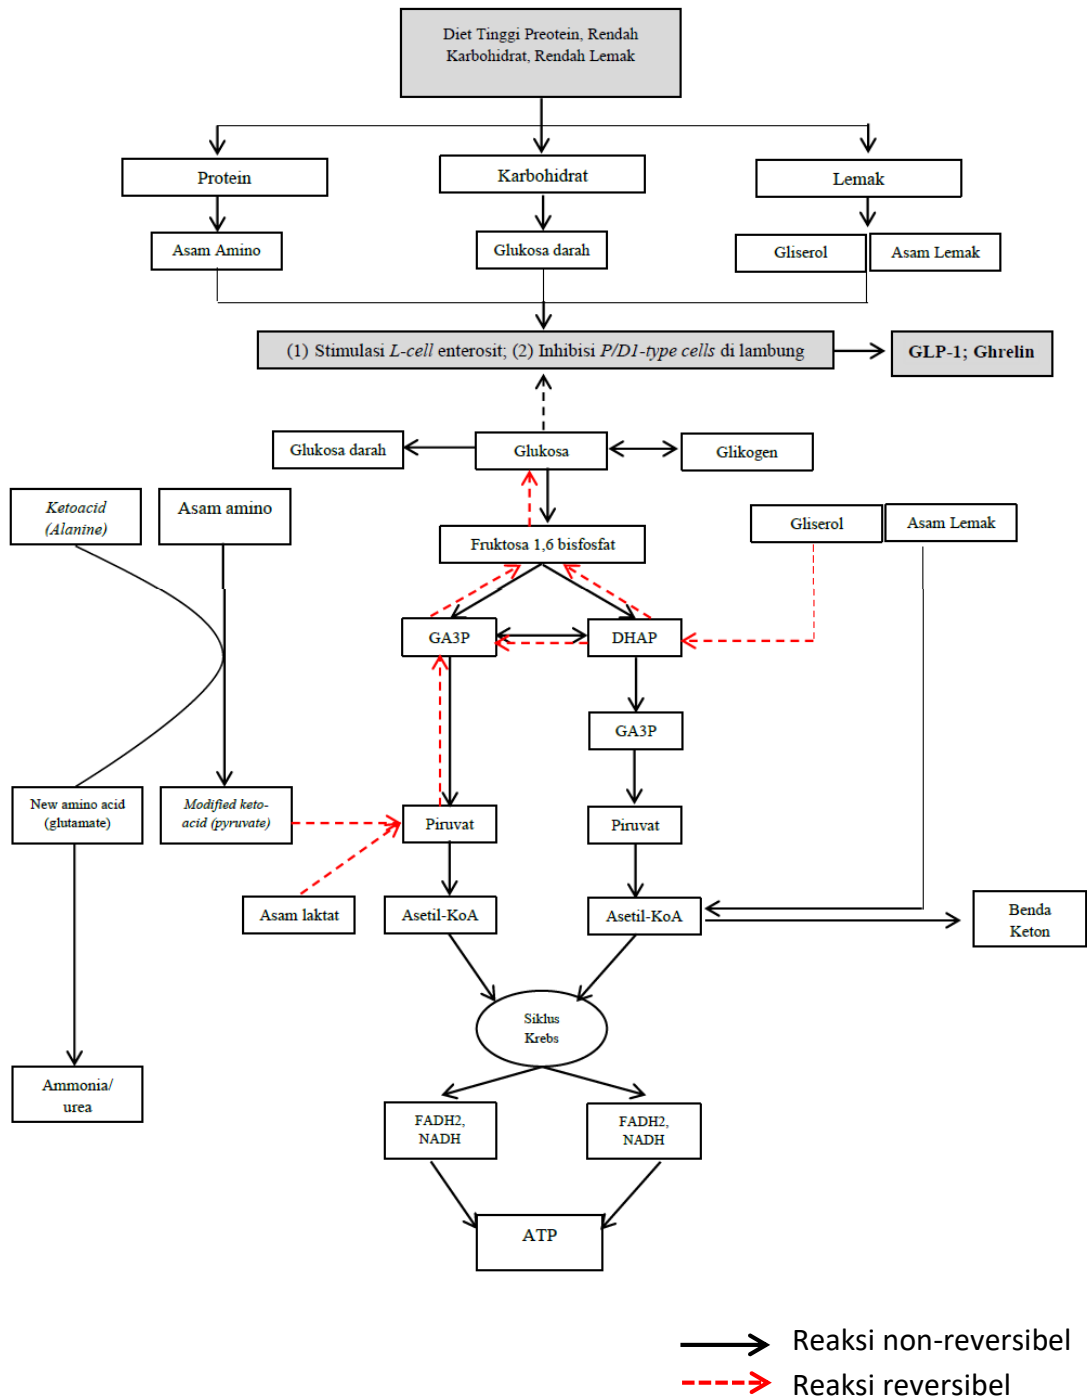 Diet Tinggi Preotein, Rendah
Karbohidrat, Rendah Lemak
Protein
Karbohidrat
Lemak
Asam Amino
Glukosa darah
Gliserol
Asam Lemak
(1) Stimulasi L-cell enterosit; (2) Inhibisi P/D1-type cells di lambung
GLP-1; Ghrelin
Glukosa darah
Glukosa
Glikogen
Ketoacid
(Alanine)
Asam amino
Fruktosa 1,6 bisfosfat
Gliserol
Asam Lemak
GA3P
DHAP
GA3P
New amino acid
(glutamate)
Modified keto-
acid (pyruvate)
Piruvat
Piruvat
Asam laktat
Asetil-KoA
Asetil-KoA
Benda
Keton
Siklus
Krebs
Ammonia/
urea
FADH2,
NADH
FADH2,
NADH
ATP
Reaksi non-reversibel
Reaksi reversibel